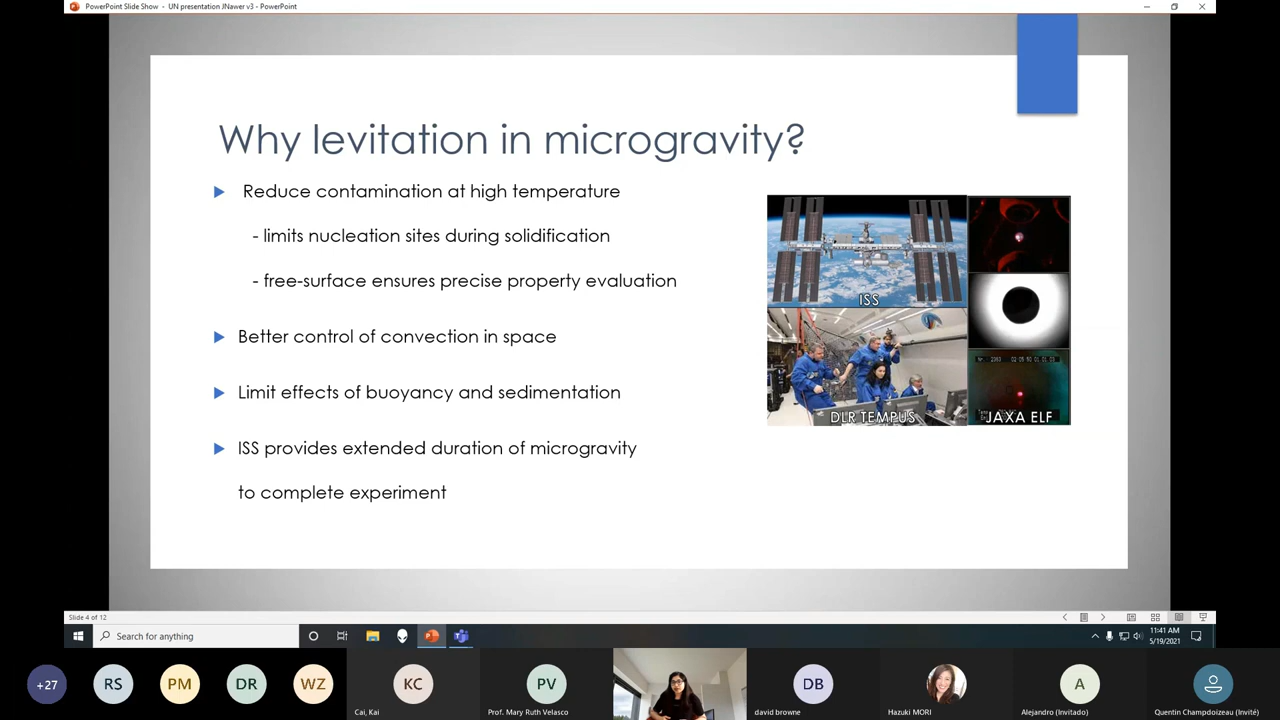 PowerPoint Slide Show - UN presentation JNawer v3 - PowerPoint
Why levitation in microgravity?
Reduce contamination at high temperature
- limits nucleation sites during solidification
- free-surface ensures precise property evaluation
Better control of convection in space
Limit effects of buoyancy and sedimentation
ISS provides extended duration of microgravity
to complete experiment
ISS
DLR TEMPUS
JAXA ELF
Slide 4 of 12
Search for anything
11:41 AM
5/19/2021
+27
RS
PM
DR
WZ
KC
Cai, Kai
PV
Prof. Mary Ruth Velasco
DB
david browne
Hazuki MORI
A
Alejandro (Invitado)
Quentin Champdoizeau (Invité)